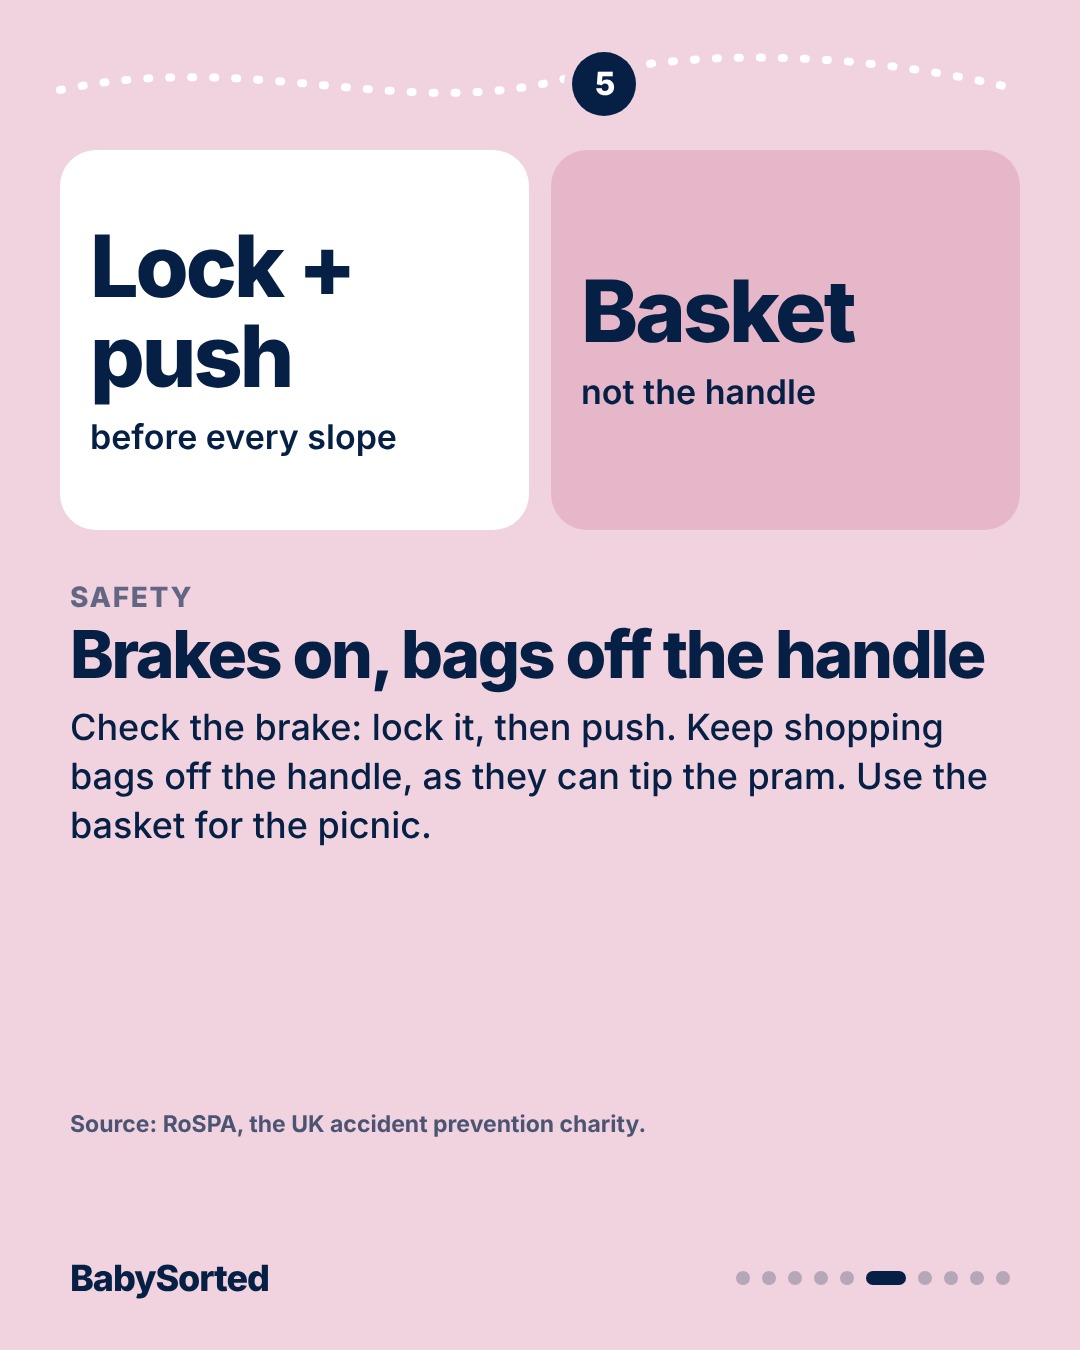 5
Lock +
push
before every slope
Basket
not the handle
SAFETY
Brakes on, bags off the handle
Check the brake: lock it, then push. Keep shopping
bags off the handle, as they can tip the pram. Use the
basket for the picnic.
Source: RoSPA, the UK accident prevention charity.
BabySorted